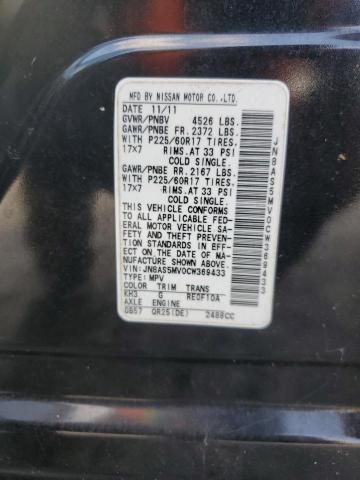 MFG BY NISSAN MOTOR CO., LTD.
DATE 11/11
GVWR/PNBV 4526 LBS.
GAWR/PNBE FR. 2372 LBS.
WITH P225/60R17 TIRES,
17X7 RIMS, AT 33 PSI
COLD SINGLE.
GAWR/PNBE RR. 2167 LBS.
WITH P225/60R17 TIRES,
17X7 RIMS, AT 33 PSI
COLD SINGLE.
THIS VEHICLE CONFORMS
TO ALL APPLICABLE FED-
ERAL MOTOR VEHICLE SA-
FETY AND THEFT PREVEN-
TION STANDARDS IN EFF-
ECT ON THE DATE OF MA-
NUFACTURE SHOWN ABOVE.
VIN:JN8AS5MV0CW369433
TYPE:MPV
COLOR TRIM TRANS
KH3 G RE0F10A
AXLE ENGINE
GB57 QR25(DE) 2488CC
JN8AS5MV0CW369433